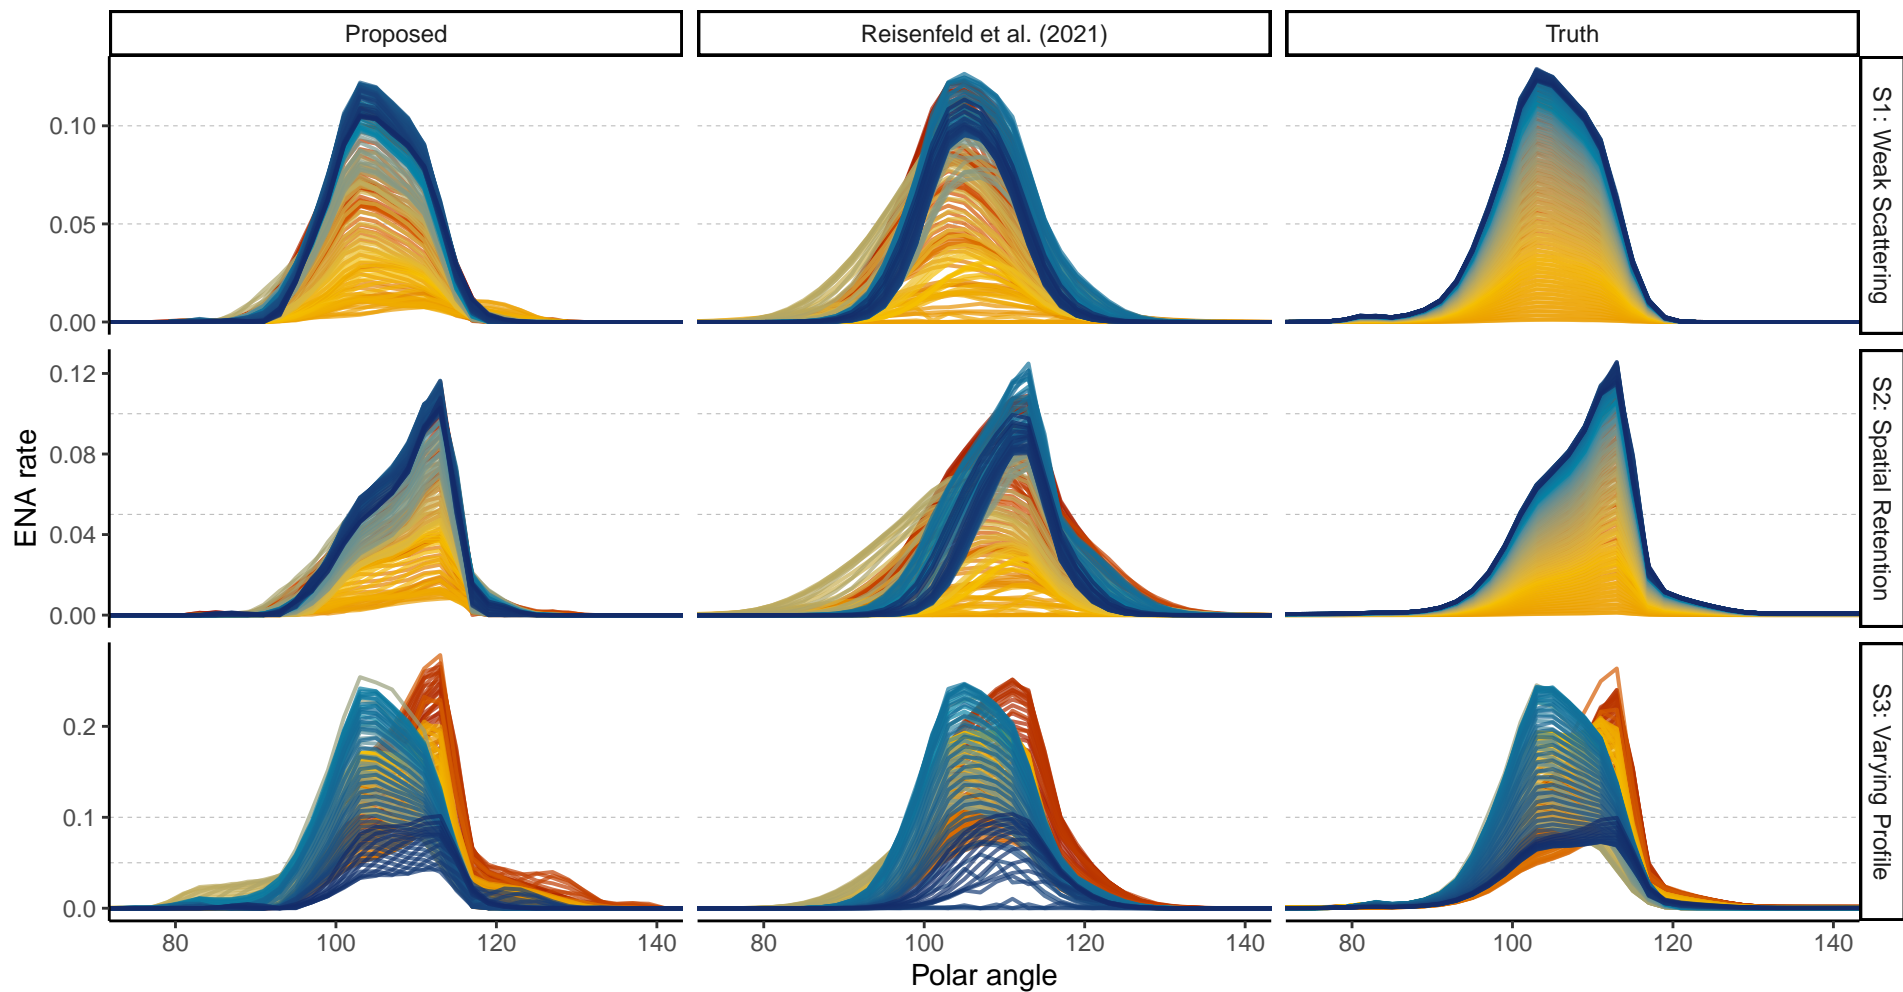 Proposed
Reisenfeld et al. (2021)
Truth
ENA rate
0.10
0.05
0.00
S1: Weak Scattering
0.12
0.08
0.04
0.00
S2: Spatial Retention
0.2
0.1
0.0
S3: Varying Profile
80 100 120 140
80 100 120 140
80 100 120 140
Polar angle